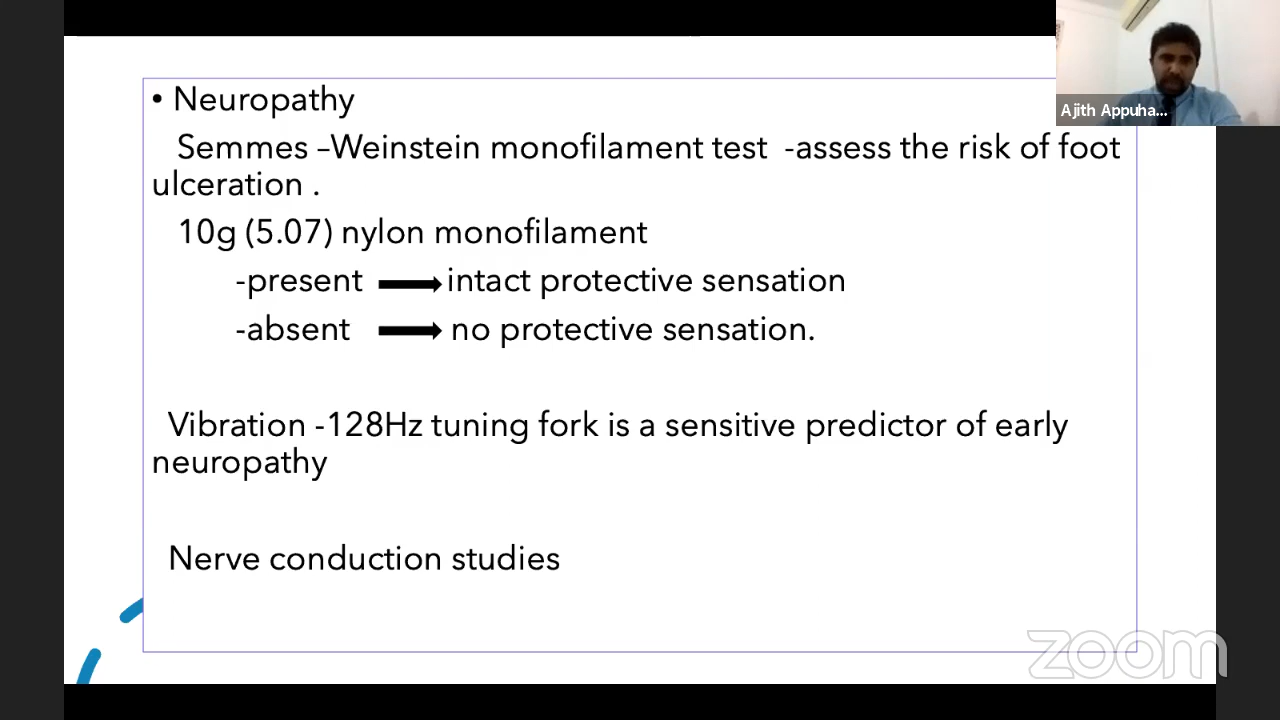 • Neuropathy
Semmes –Weinstein monofilament test -assess the risk of foot
ulceration .
10g (5.07) nylon monofilament
-present intact protective sensation
-absent no protective sensation.
Vibration -128Hz tuning fork is a sensitive predictor of early
neuropathy
Nerve conduction studies
Ajith Appuha...
zoom